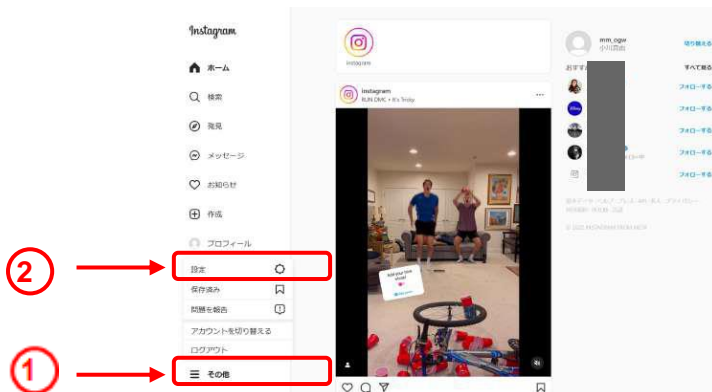 Instagram
ホーム
検索
発見
メッセージ
お知らせ
作成
プロフィール
② 設定
保存済み
問題を報告
アカウントを切り替える
ログアウト
① その他
Instagram
Instagram
RUN DMC • It's Tricky
mm_ogw
切り替える
すべて見る
フォローする
フォローする
フォローする
フォローする
フォローする